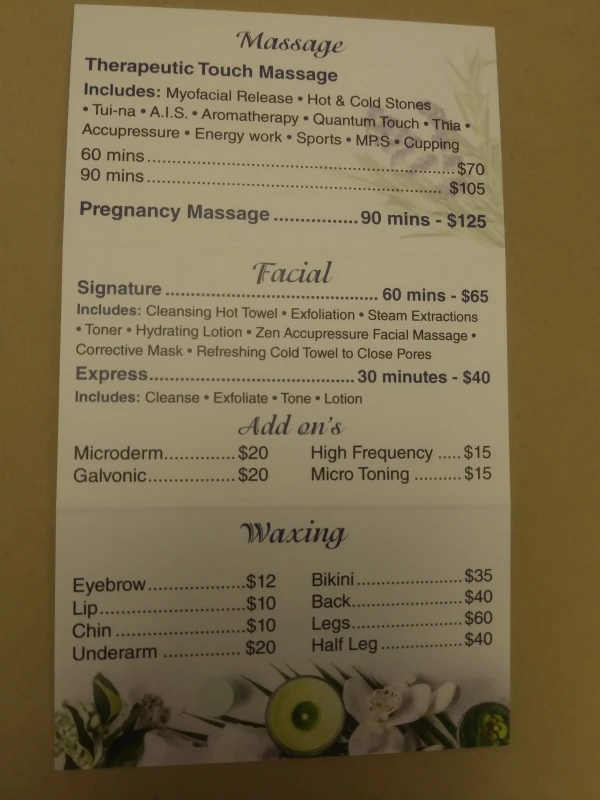 Massage
Therapeutic Touch Massage
Includes: Myofacial Release • Hot & Cold Stones
• Tui-na • A.I.S. • Aromatherapy • Quantum Touch • Thia •
Accupressure • Energy work • Sports • MP.S • Cupping
60 mins.......................................................$70
90 mins..................................................... $105
Pregnancy Massage ................90 mins - $125
Facial
Signature ..................................... 60 mins - $65
Includes: Cleansing Hot Towel • Exfoliation • Steam Extractions
• Toner • Hydrating Lotion • Zen Accupressure Facial Massage •
Corrective Mask • Refreshing Cold Towel to Close Pores
Express.................................... 30 minutes - $40
Includes: Cleanse • Exfoliate • Tone • Lotion
Add on's
Microderm.............$20
Galvonic................$20
High Frequency .....$15
Micro Toning ..........$15
Waxing
Eyebrow.................$12
Lip.........................$10
Chin ......................$10
Underarm ..............$20
Bikini ..................$35
Back...................$40
Legs...................$60
Half Leg ..............$40